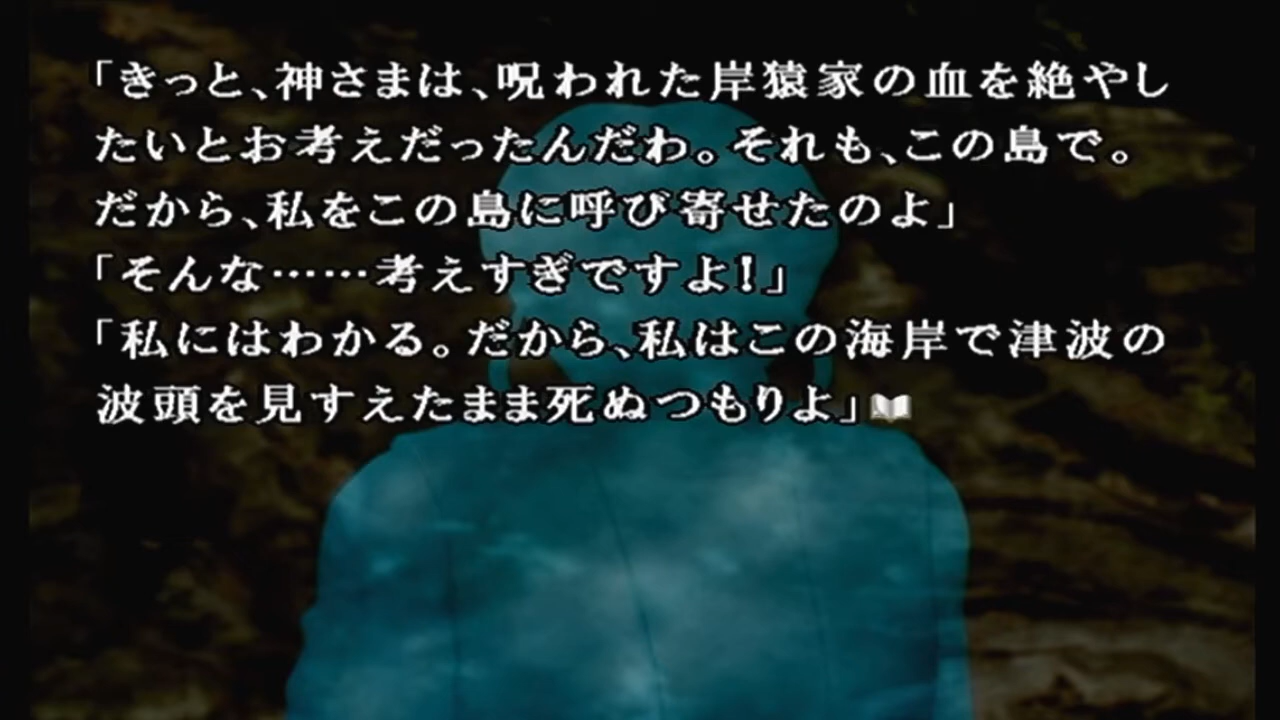 「きっと、神さまは、呪われた岸猿家の血を絶やし
たいとお考えだったんだわ。それも、この島で。
だから、私をこの島に呼び寄せたのよ」
「そんな……考えすぎですよ！」
「私にはわかる。だから、私はこの海岸で津波の
波頭を見すえたまま死ぬつもりよ」